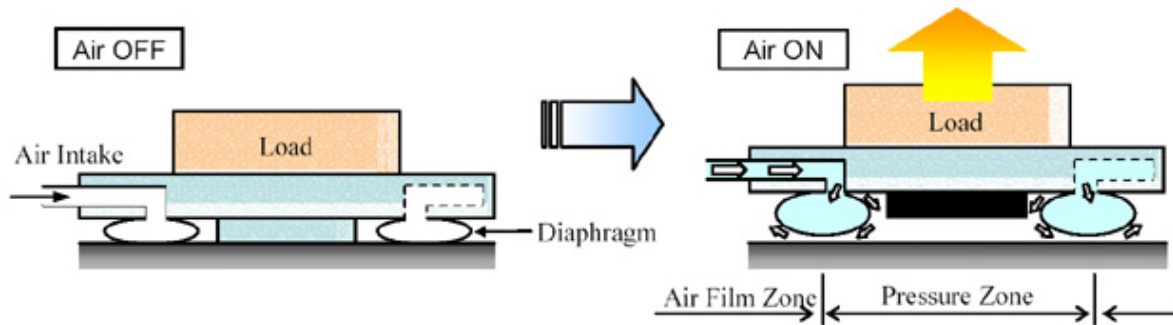 Air OFF
Air ON
Load
Load
Air Intake
Diaphragm
Air Film Zone
Pressure Zone